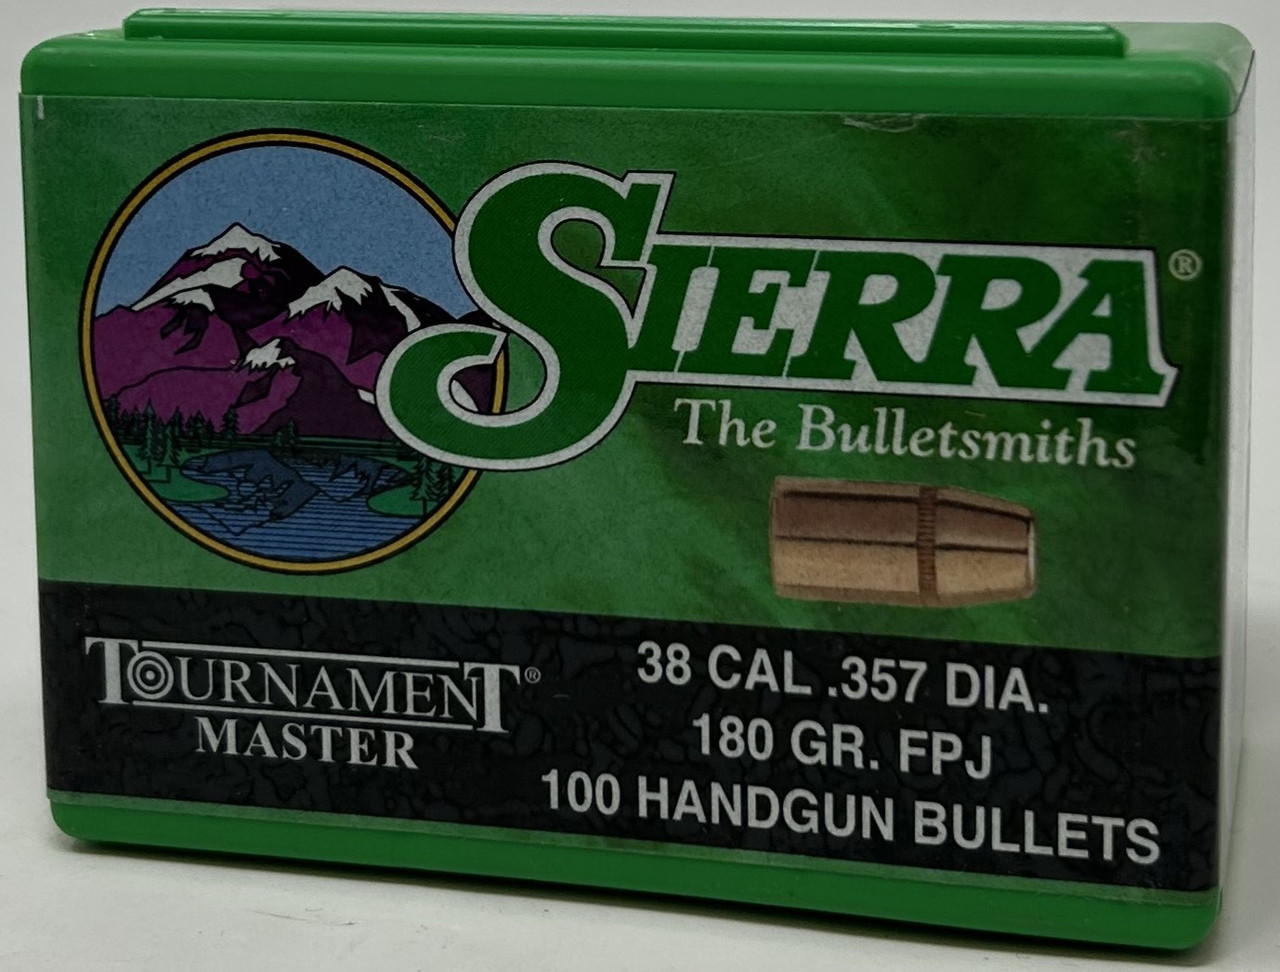 SIERRA®
The Bulletsmiths
TOURNAMENT®
MASTER
38 CAL .357 DIA.
180 GR. FPJ
100 HANDGUN BULLETS